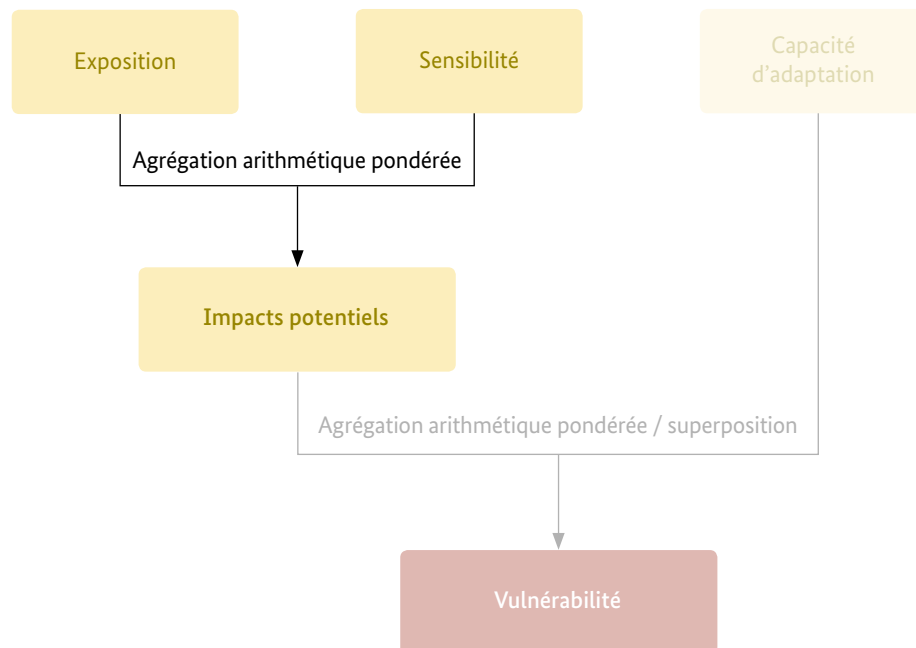 Exposition
Sensibilité
Capacité
d'adaptation
Agrégation arithmétique pondérée
Impacts potentiels
Agrégation arithmétique pondérée / superposition
Vulnérabilité